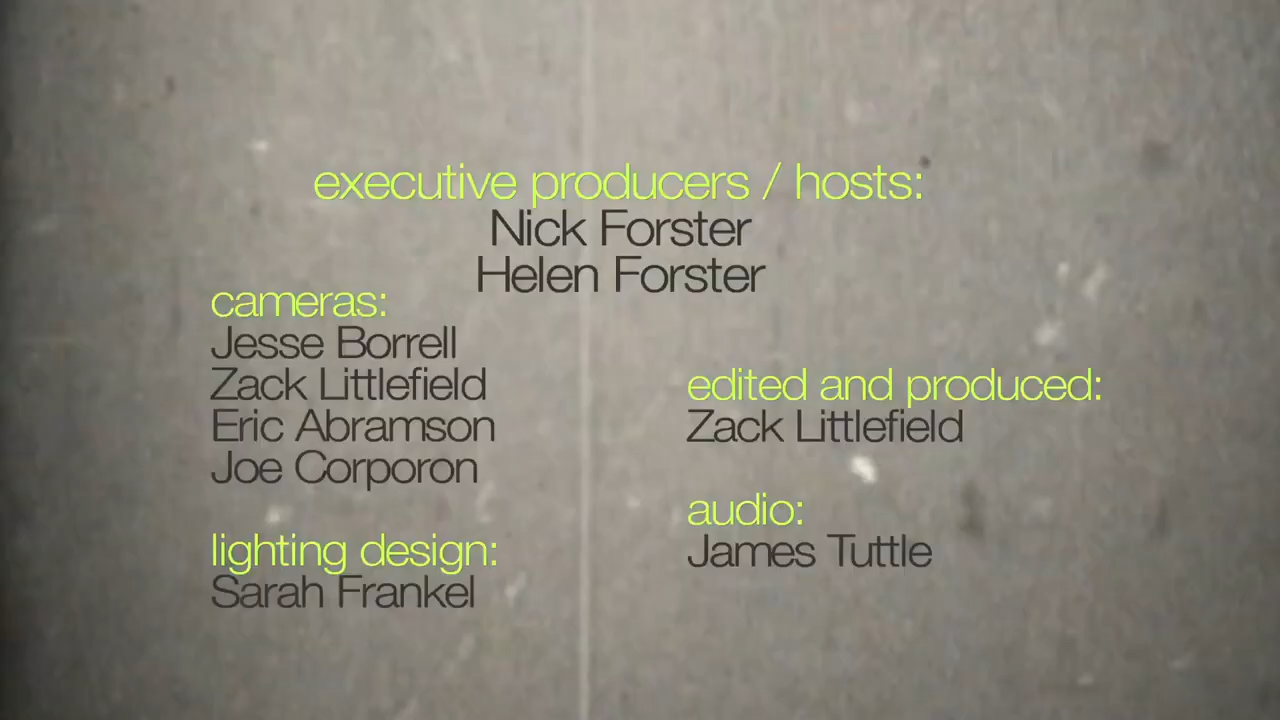 executive producers / hosts:
Nick Forster
Helen Forster
cameras:
Jesse Borrell
Zack Littlefield
Eric Abramson
Joe Corporon
lighting design:
Sarah Frankel
edited and produced:
Zack Littlefield
audio:
James Tuttle